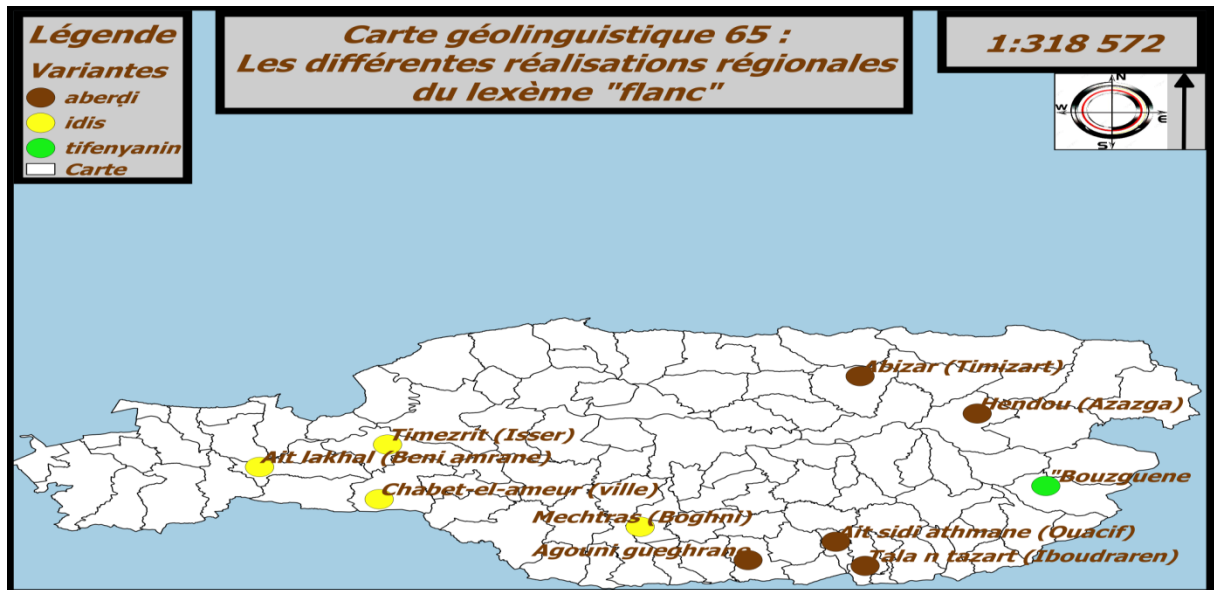 Légende
Variantes
aberḍi
idis
tifenyanin
Carte
Carte géolinguistique 65 :
Les différentes réalisations régionales
du lexème "flanc"
1:318 572
N
W
E
S
Abizar (Timizart)
Hendou (Azazga)
Timezrit (Isser)
Ait lakhal (Beni amrane)
"Bouzguene
Chabet-el-ameur (ville)
Mechtras (Boghni)
Ait sidi athmane (Ouacif)
Agouni gueghrane
Tala n tazart (Iboudraren)